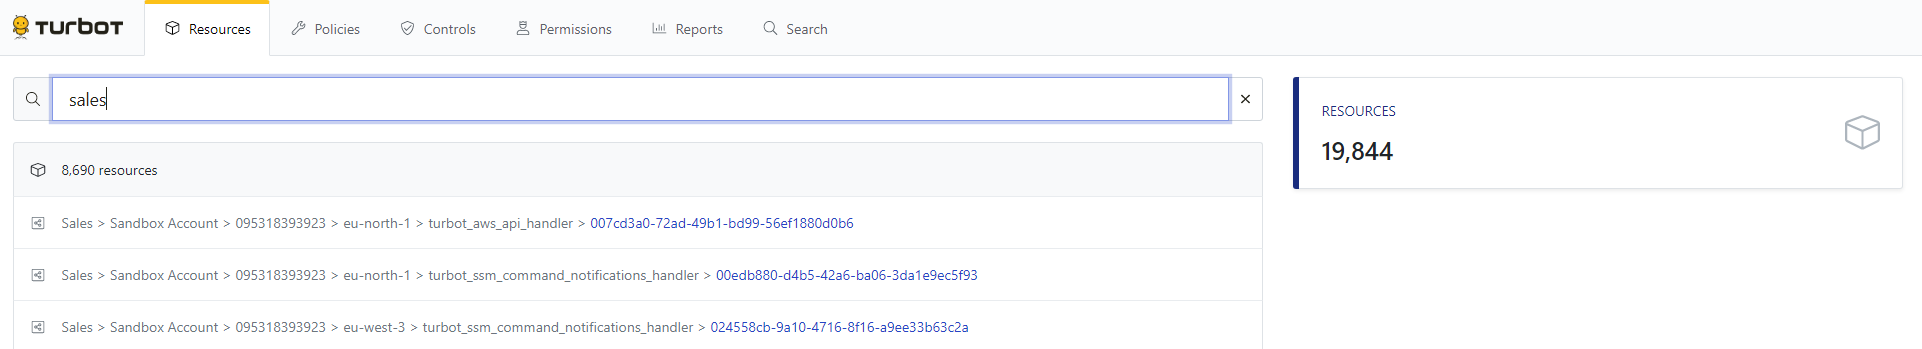 TURBOT Resources Policies Controls Permissions Reports Search
sales
RESOURCES
19,844
8,690 resources
Sales > Sandbox Account > 095318393923 > eu-north-1 > turbot_aws_api_handler > 007cd3a0-72ad-49b1-bd99-56ef1880d0b6
Sales > Sandbox Account > 095318393923 > eu-north-1 > turbot_ssm_command_notifications_handler > 00edb880-d4b5-42a6-ba06-3da1e9ec5f93
Sales > Sandbox Account > 095318393923 > eu-west-3 > turbot_ssm_command_notifications_handler > 024558cb-9a10-4716-8f16-a9ee33b63c2a